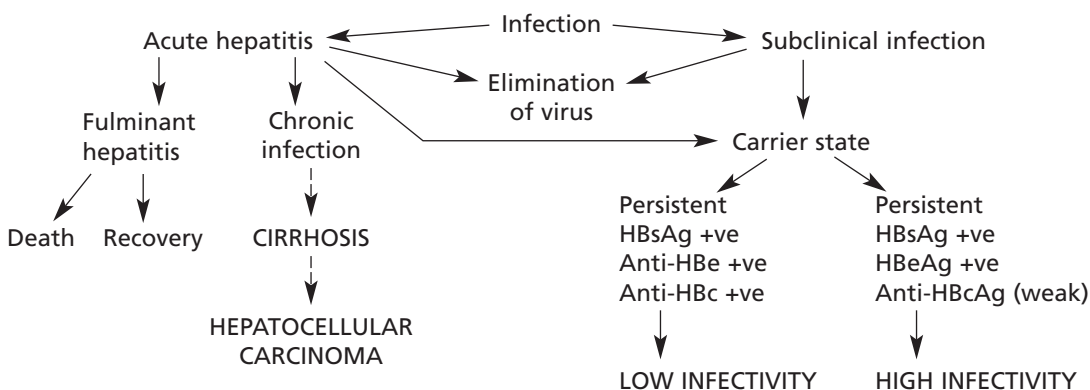 Infection
Acute hepatitis
Subclinical infection
Elimination
of virus
Fulminant
hepatitis
Chronic
infection
Carrier state
Death
Recovery
CIRRHOSIS
HEPATOCELLULAR
CARCINOMA
Persistent
HBsAg +ve
Anti-HBe +ve
Anti-HBc +ve
LOW INFECTIVITY
Persistent
HBsAg +ve
HBeAg +ve
Anti-HBcAg (weak)
HIGH INFECTIVITY